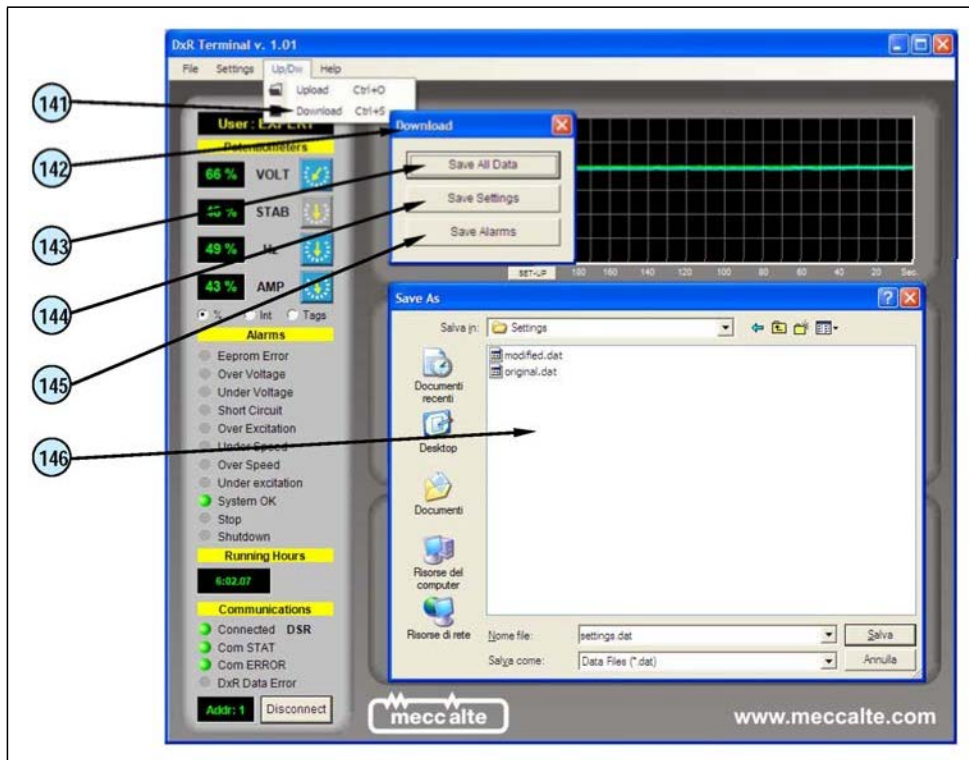 DxR Terminal v. 1.01
File Settings Up/Dw Help
Upload Ctrl+O
Download Ctrl+S
141
142
143
144
145
146
User : EXPERT
Potentiometers
66 % VOLT
STAB
49 % Hz
43 % AMP
% Int Tags
Alarms
Eeprom Error
Over Voltage
Under Voltage
Short Circuit
Over Excitation
Under Speed
Over Speed
Under excitation
System OK
Stop
Shutdown
Running Hours
6:02.07
Communications
Connected DSR
Com STAT
Com ERROR
DxR Data Error
Addr: 1 Disconnect
Download
Save All Data
Save Settings
Save Alarms
SET-UP 180 160 140 120 100 80 60 40 20 Sec.
Save As
Salva in: Settings
modified.dat
original.dat
Documenti recenti
Desktop
Documenti
Risorse del computer
Risorse di rete
Nome file: settings.dat Salva
Salva come: Data Files (*.dat) Annulla
mecc alte
www.meccalte.com